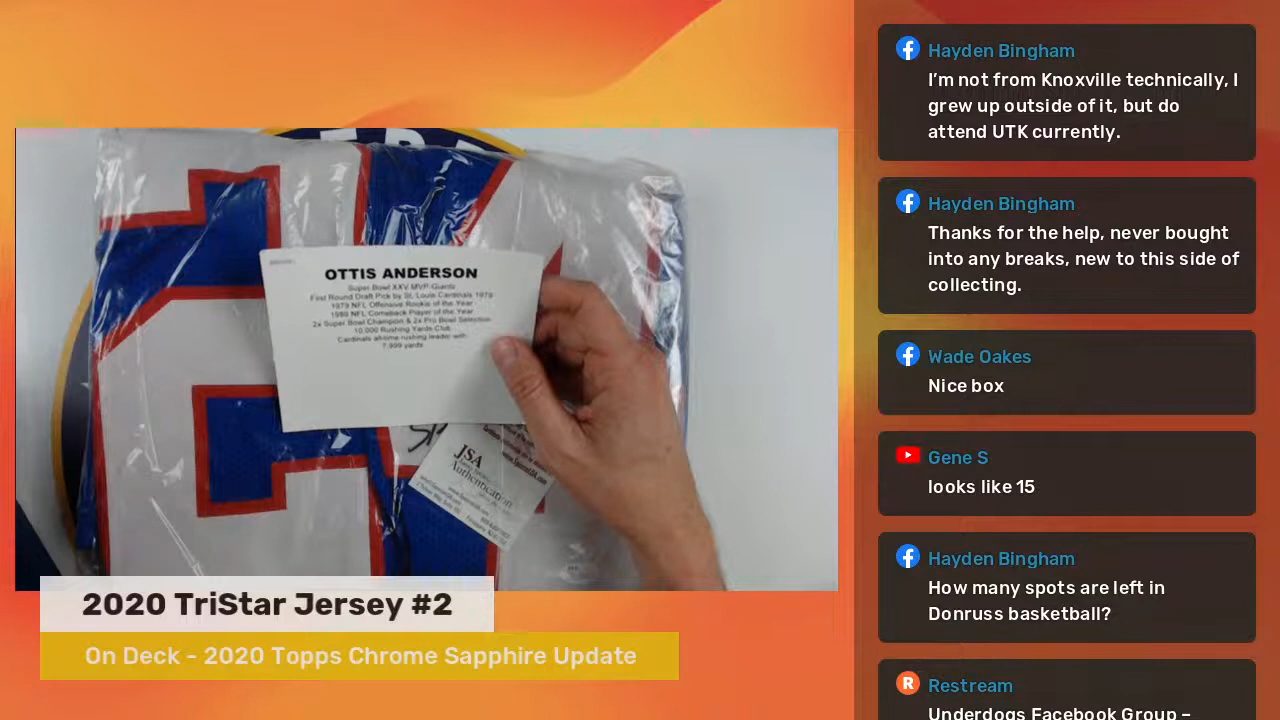 OTTIS ANDERSON
Super Bowl XXV MVP-Giants
First Round Draft Pick by St. Louis Cardinals 1979
1979 NFL Offensive Rookie of the Year
1989 NFL Comeback Player of the Year
2x Super Bowl Champion & 2x Pro Bowl Selection
10,000 Rushing Yards Club
Cardinals all-time rushing leader with
7,999 yards
JSA
Authentication
2020 TriStar Jersey #2
On Deck - 2020 Topps Chrome Sapphire Update
Hayden Bingham
I’m not from Knoxville technically, I
grew up outside of it, but do
attend UTK currently.
Hayden Bingham
Thanks for the help, never bought
into any breaks, new to this side of
collecting.
Wade Oakes
Nice box
Gene S
looks like 15
Hayden Bingham
How many spots are left in
Donruss basketball?
Restream
Underdogs Facebook Group –